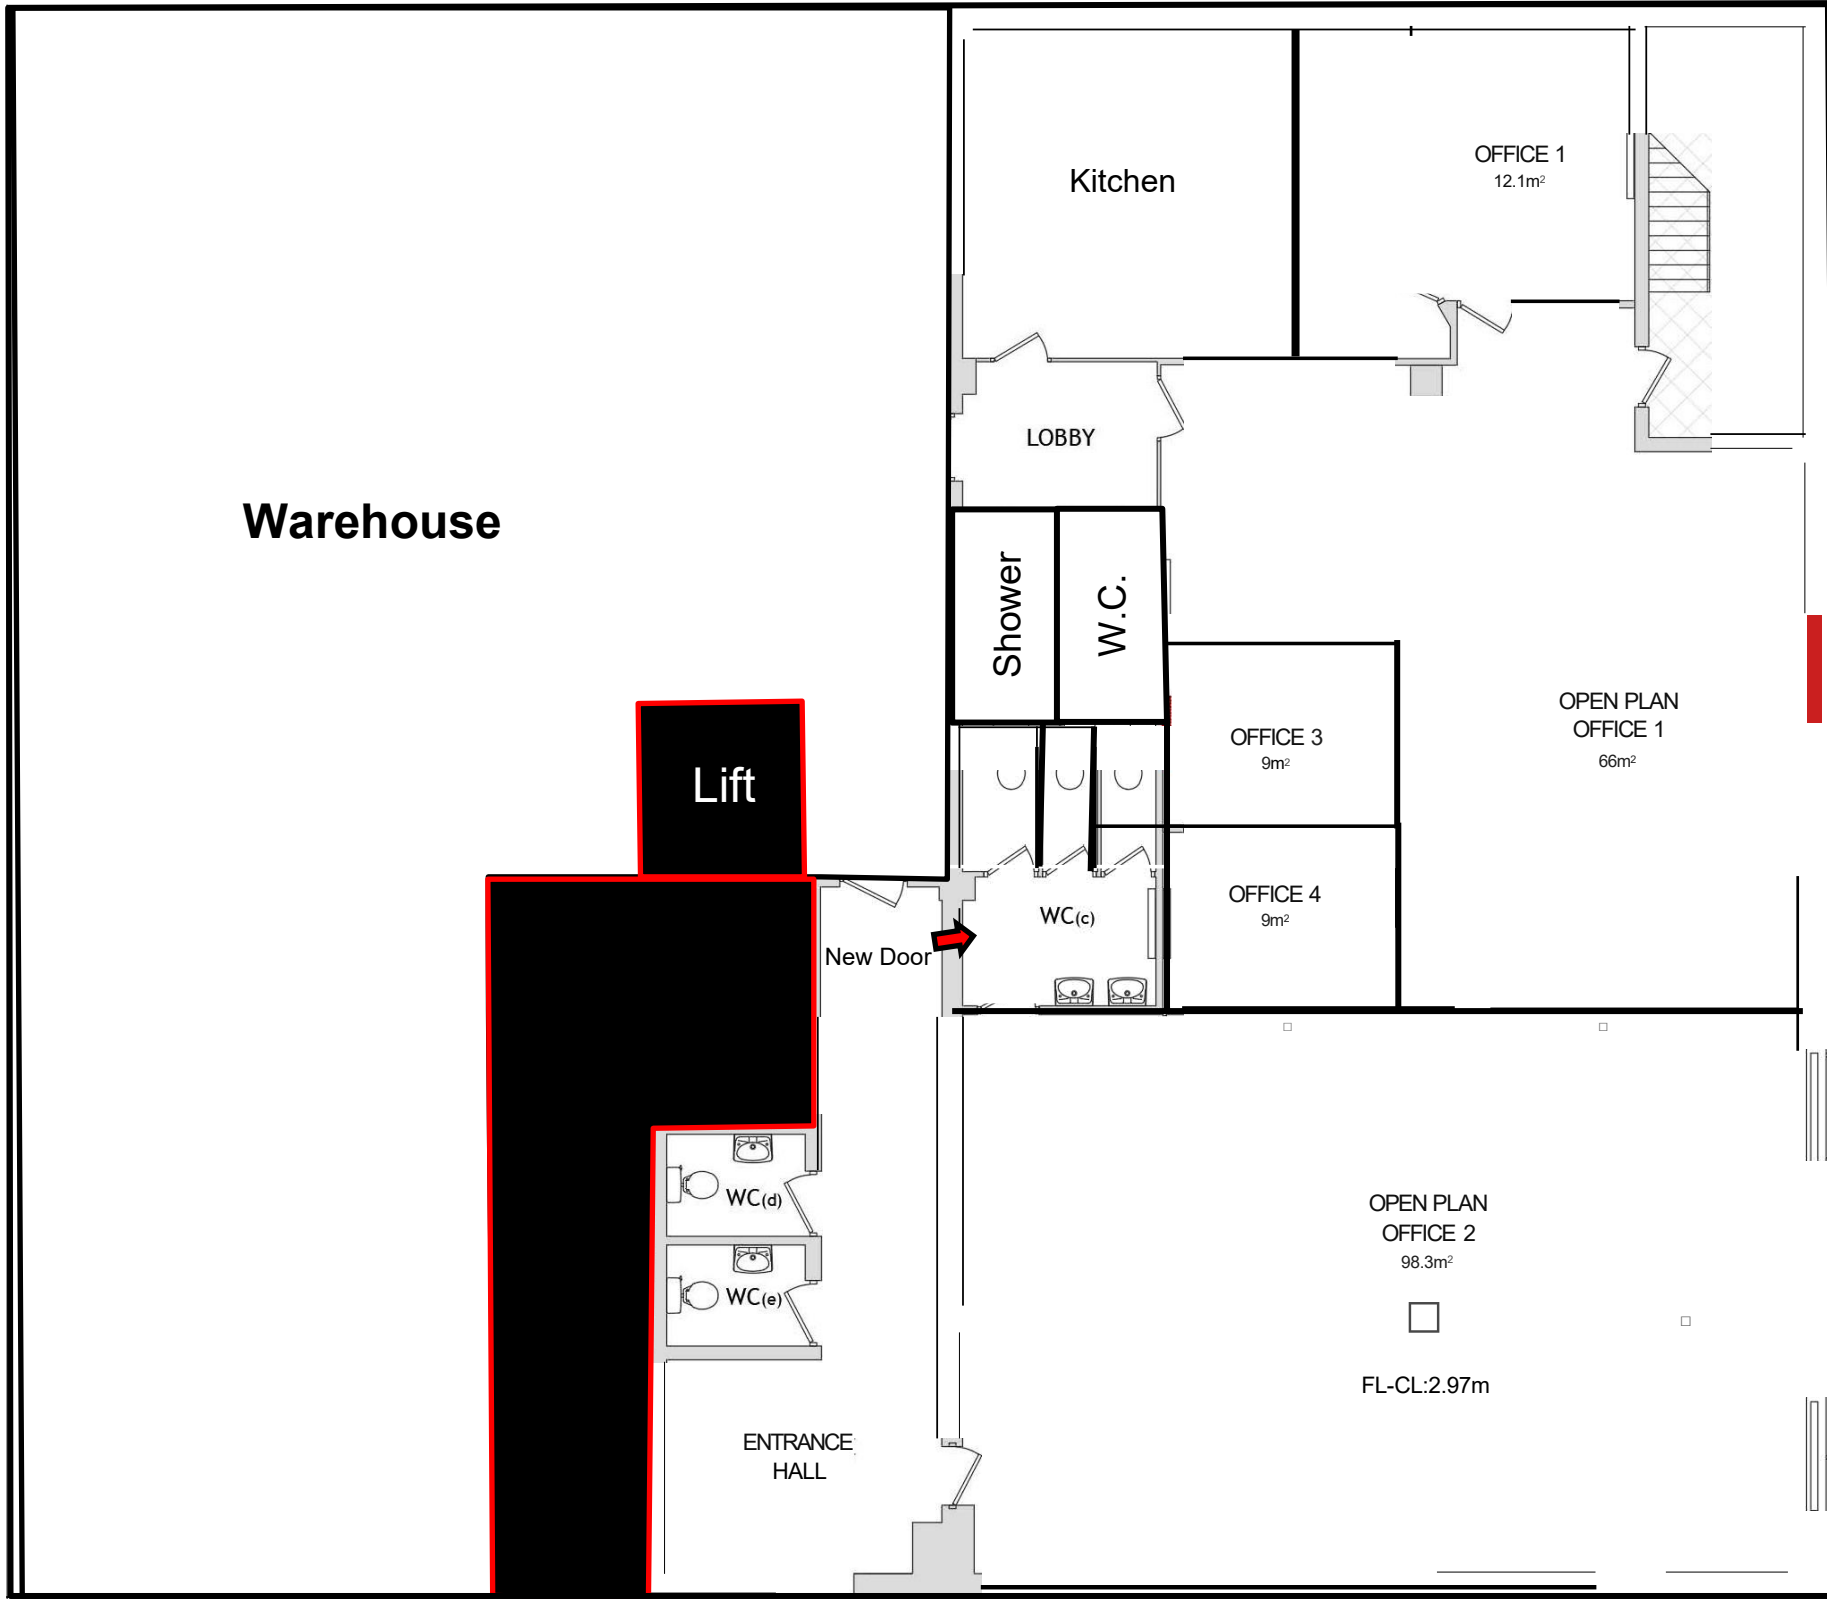 Kitchen
OFFICE 1
12.1m²
LOBBY
Warehouse
Shower
W.C.
Lift
OFFICE 3
9m²
OPEN PLAN
OFFICE 1
66m²
OFFICE 4
9m²
WC(c)
New Door
WC(d)
WC(e)
OPEN PLAN
OFFICE 2
98.3m²
FL-CL:2.97m
ENTRANCE
HALL